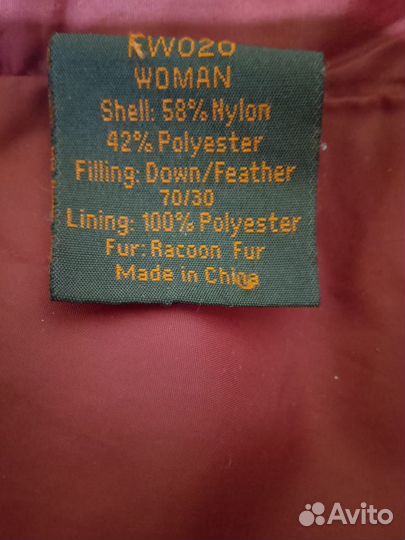 RW020
WOMAN
Shell: 58% Nylon
42% Polyester
Filling: Down/Feather
70/30
Lining: 100% Polyester
Fur: Racoon Fur
Made in China
Avito